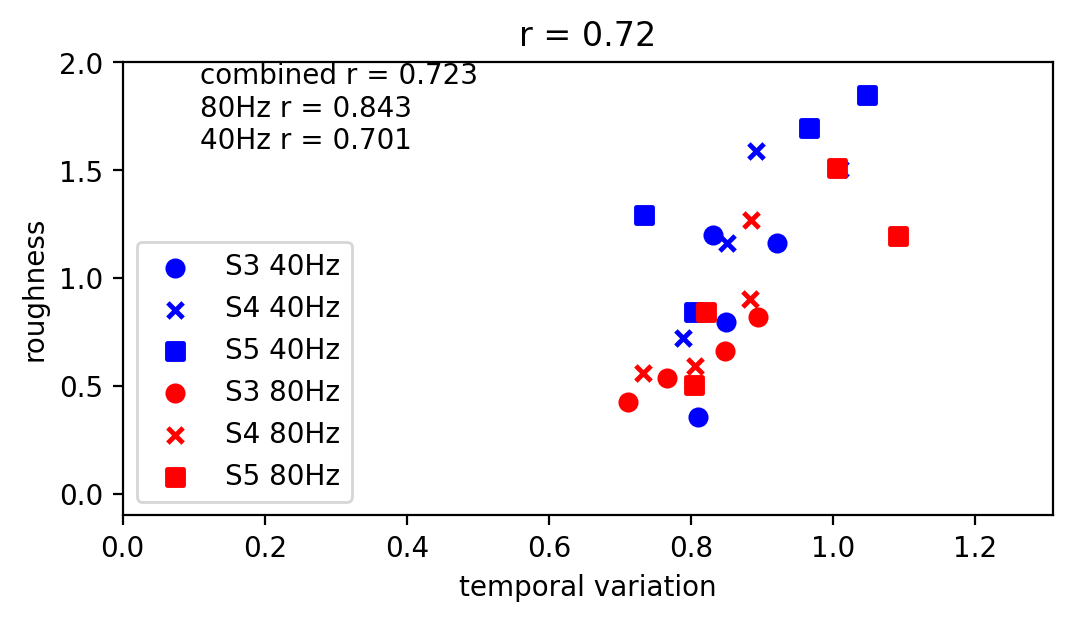 r = 0.72
combined r = 0.723
80Hz r = 0.843
40Hz r = 0.701
2.0
1.5
1.0
0.5
0.0
roughness
S3 40Hz
S4 40Hz
S5 40Hz
S3 80Hz
S4 80Hz
S5 80Hz
0.0 0.2 0.4 0.6 0.8 1.0 1.2
temporal variation